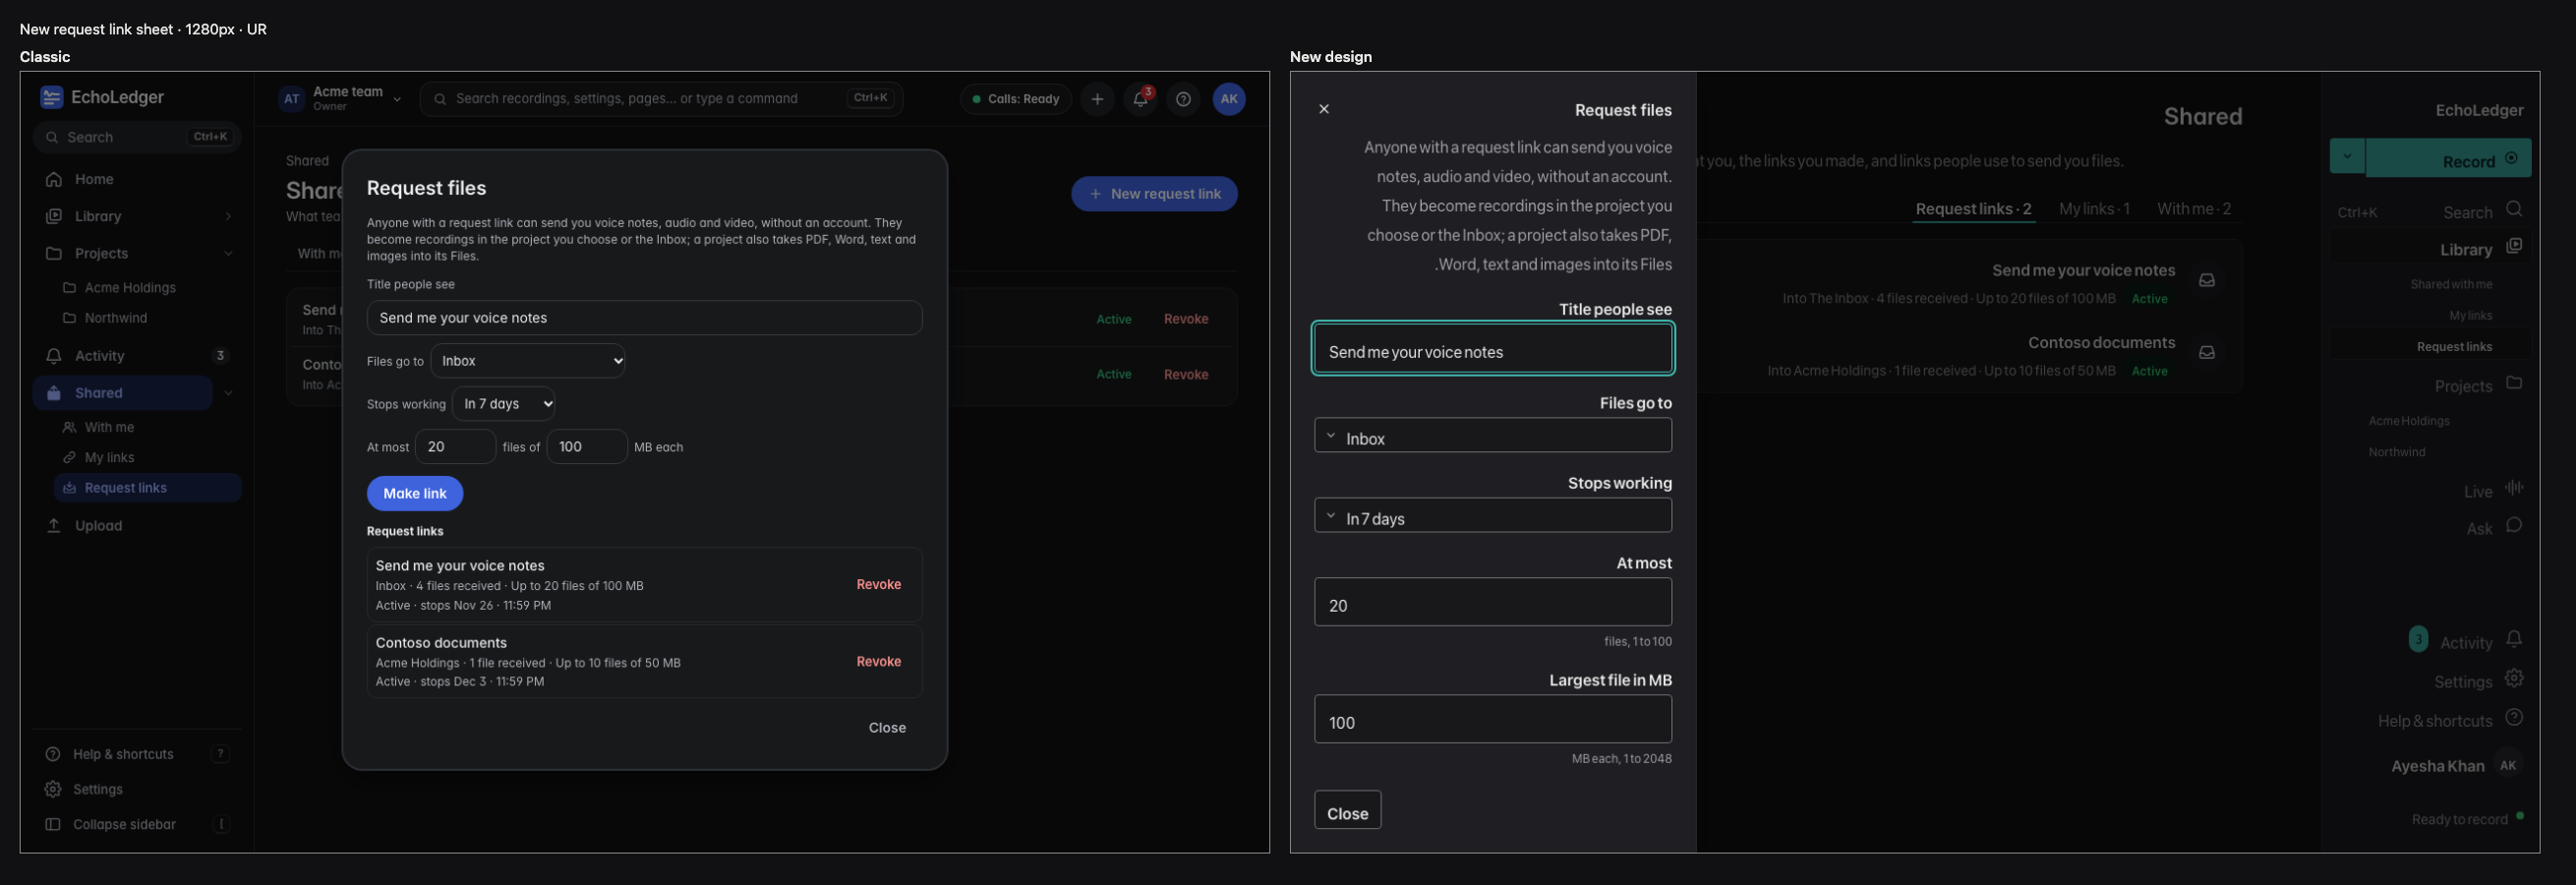 New request link sheet · 1280px · UR
Classic
EchoLedger
Search Ctrl+K
Home
Library
Projects
Acme Holdings
Northwind
Activity 3
Shared
With me
My links
Request links
Upload
Help & shortcuts ?
Settings
Collapse sidebar [
AT Acme team
Owner
Search recordings, settings, pages... or type a command Ctrl+K
Calls: Ready
3
AK
Shared
New request link
Active Revoke
Active Revoke
Request files
Anyone with a request link can send you voice notes, audio and video, without an account. They
become recordings in the project you choose or the Inbox; a project also takes PDF, Word, text and
images into its Files.
Title people see
Send me your voice notes
Files go to Inbox
Stops working In 7 days
At most 20 files of 100 MB each
Make link
Request links
Send me your voice notes
Inbox · 4 files received · Up to 20 files of 100 MB
Active · stops Nov 26 · 11:59 PM
Revoke
Contoso documents
Acme Holdings · 1 file received · Up to 10 files of 50 MB
Active · stops Dec 3 · 11:59 PM
Revoke
Close
New design
Request files
Anyone with a request link can send you voice
notes, audio and video, without an account.
They become recordings in the project you
choose or the Inbox; a project also takes PDF,
.Word, text and images into its Files
Title people see
Send me your voice notes
Files go to
Inbox
Stops working
In 7 days
At most
20
files, 1 to 100
Largest file in MB
100
MB each, 1 to 2048
Close
Shared
you, the links you made, and links people use to send you files.
Request links · 2 My links · 1 With me · 2
Send me your voice notes
Into The Inbox · 4 files received · Up to 20 files of 100 MB Active
Contoso documents
Into Acme Holdings · 1 file received · Up to 10 files of 50 MB Active
EchoLedger
Record
Ctrl+K Search
Library
Shared with me
My links
Request links
Projects
Acme Holdings
Northwind
Live
Ask
3 Activity
Settings
Help & shortcuts
Ayesha Khan AK
Ready to record